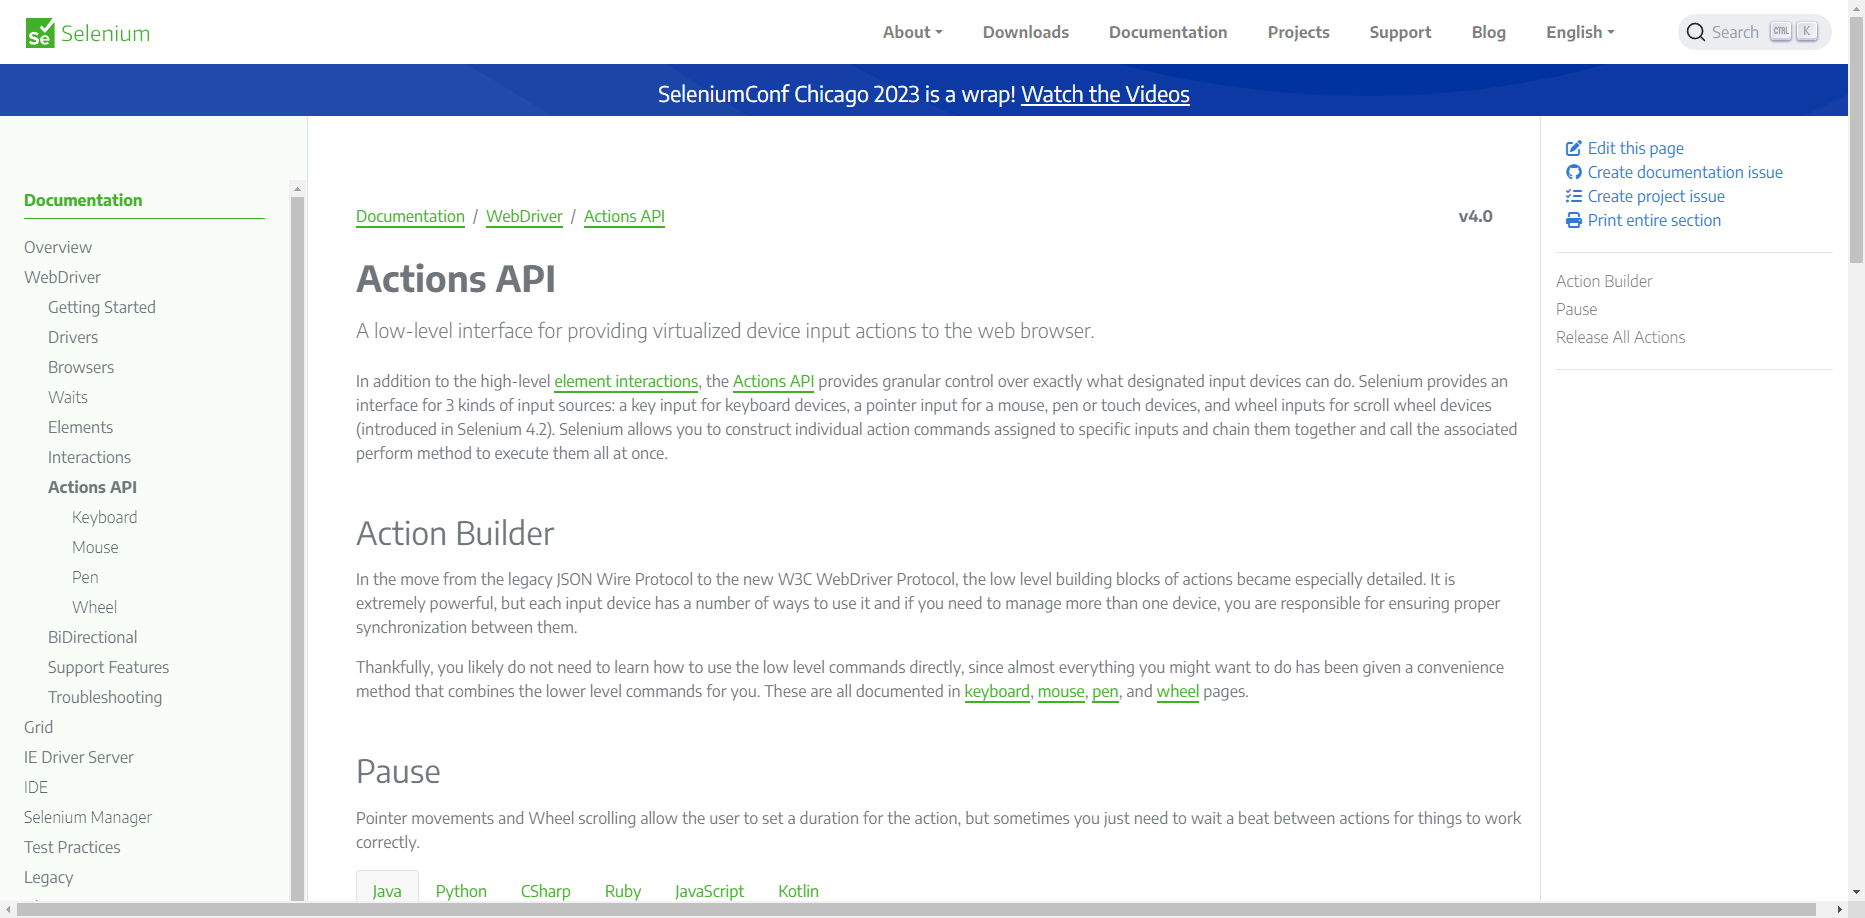 Se Selenium
About Downloads Documentation Projects Support Blog English Search CTRL K
SeleniumConf Chicago 2023 is a wrap! Watch the Videos
Documentation
Overview
WebDriver
Getting Started
Drivers
Browsers
Waits
Elements
Interactions
Actions API
Keyboard
Mouse
Pen
Wheel
BiDirectional
Support Features
Troubleshooting
Grid
IE Driver Server
IDE
Selenium Manager
Test Practices
Legacy
Documentation / WebDriver / Actions API
v4.0
Actions API
A low-level interface for providing virtualized device input actions to the web browser.
In addition to the high-level element interactions, the Actions API provides granular control over exactly what designated input devices can do. Selenium provides an
interface for 3 kinds of input sources: a key input for keyboard devices, a pointer input for a mouse, pen or touch devices, and wheel inputs for scroll wheel devices
(introduced in Selenium 4.2). Selenium allows you to construct individual action commands assigned to specific inputs and chain them together and call the associated
perform method to execute them all at once.
Action Builder
In the move from the legacy JSON Wire Protocol to the new W3C WebDriver Protocol, the low level building blocks of actions became especially detailed. It is
extremely powerful, but each input device has a number of ways to use it and if you need to manage more than one device, you are responsible for ensuring proper
synchronization between them.
Thankfully, you likely do not need to learn how to use the low level commands directly, since almost everything you might want to do has been given a convenience
method that combines the lower level commands for you. These are all documented in keyboard, mouse, pen, and wheel pages.
Pause
Pointer movements and Wheel scrolling allow the user to set a duration for the action, but sometimes you just need to wait a beat between actions for things to work
correctly.
Java Python CSharp Ruby JavaScript Kotlin
Edit this page
Create documentation issue
Create project issue
Print entire section
Action Builder
Pause
Release All Actions